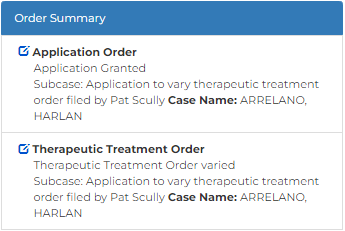 Order Summary
Application Order
Application Granted
Subcase: Application to vary therapeutic treatment
order filed by Pat Scully Case Name: ARRELANO,
HARLAN
Therapeutic Treatment Order
Therapeutic Treatment Order varied
Subcase: Application to vary therapeutic treatment
order filed by Pat Scully Case Name: ARRELANO,
HARLAN